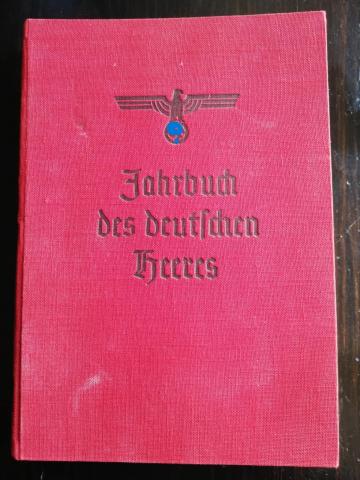 Jahrbuch
des deutſchen
Heeres